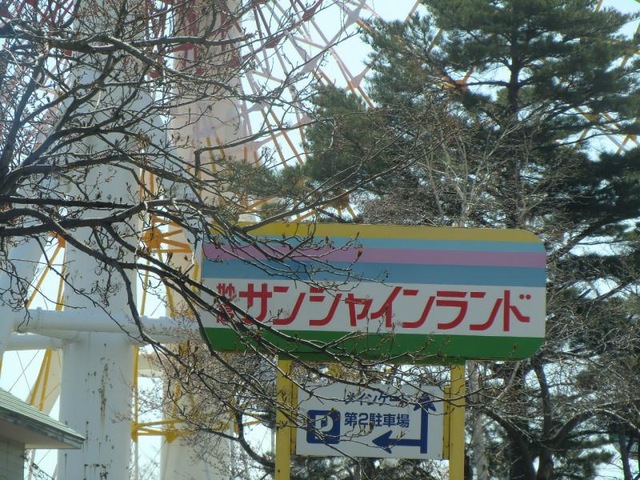 サンシャインランド
メインゲート
P 第2駐車場